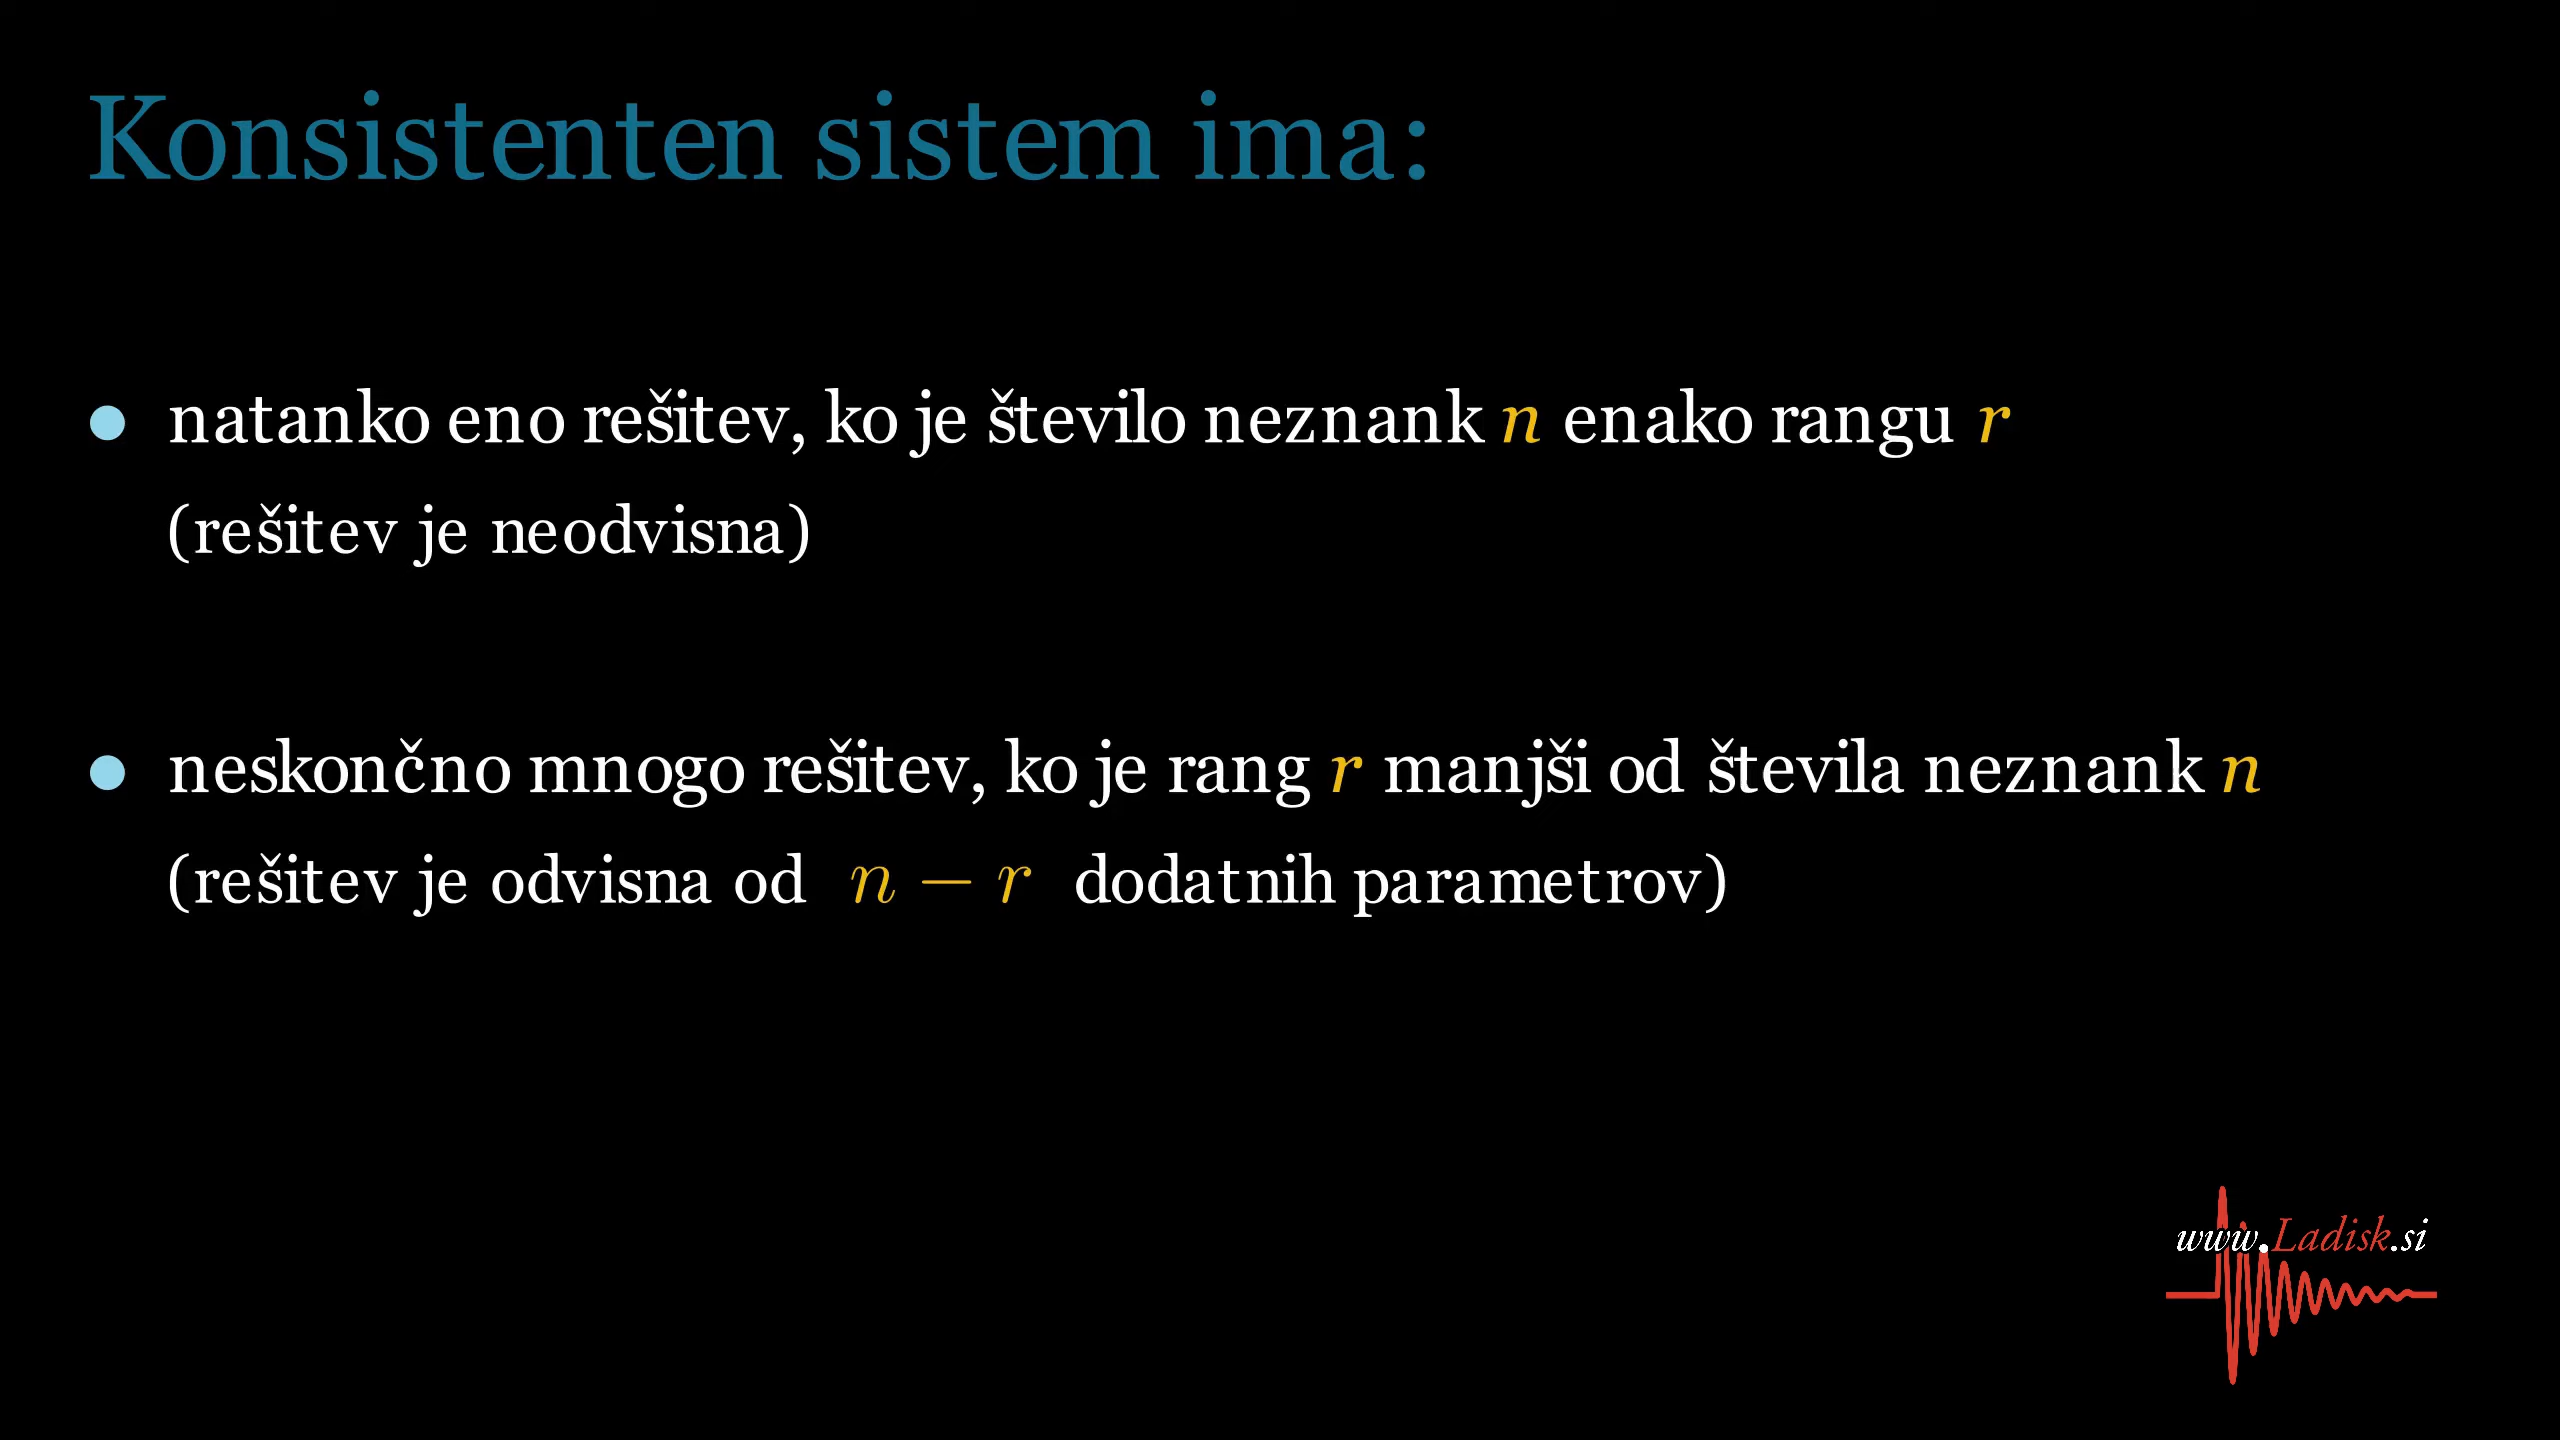 Konsistenten sistem ima:
● natanko eno rešitev, ko je število neznank n enako rangu r
(rešitev je neodvisna)
● neskončno mnogo rešitev, ko je rang r manjši od števila neznank n
(rešitev je odvisna od n − r dodatnih parametrov)
www.Ladisk.si